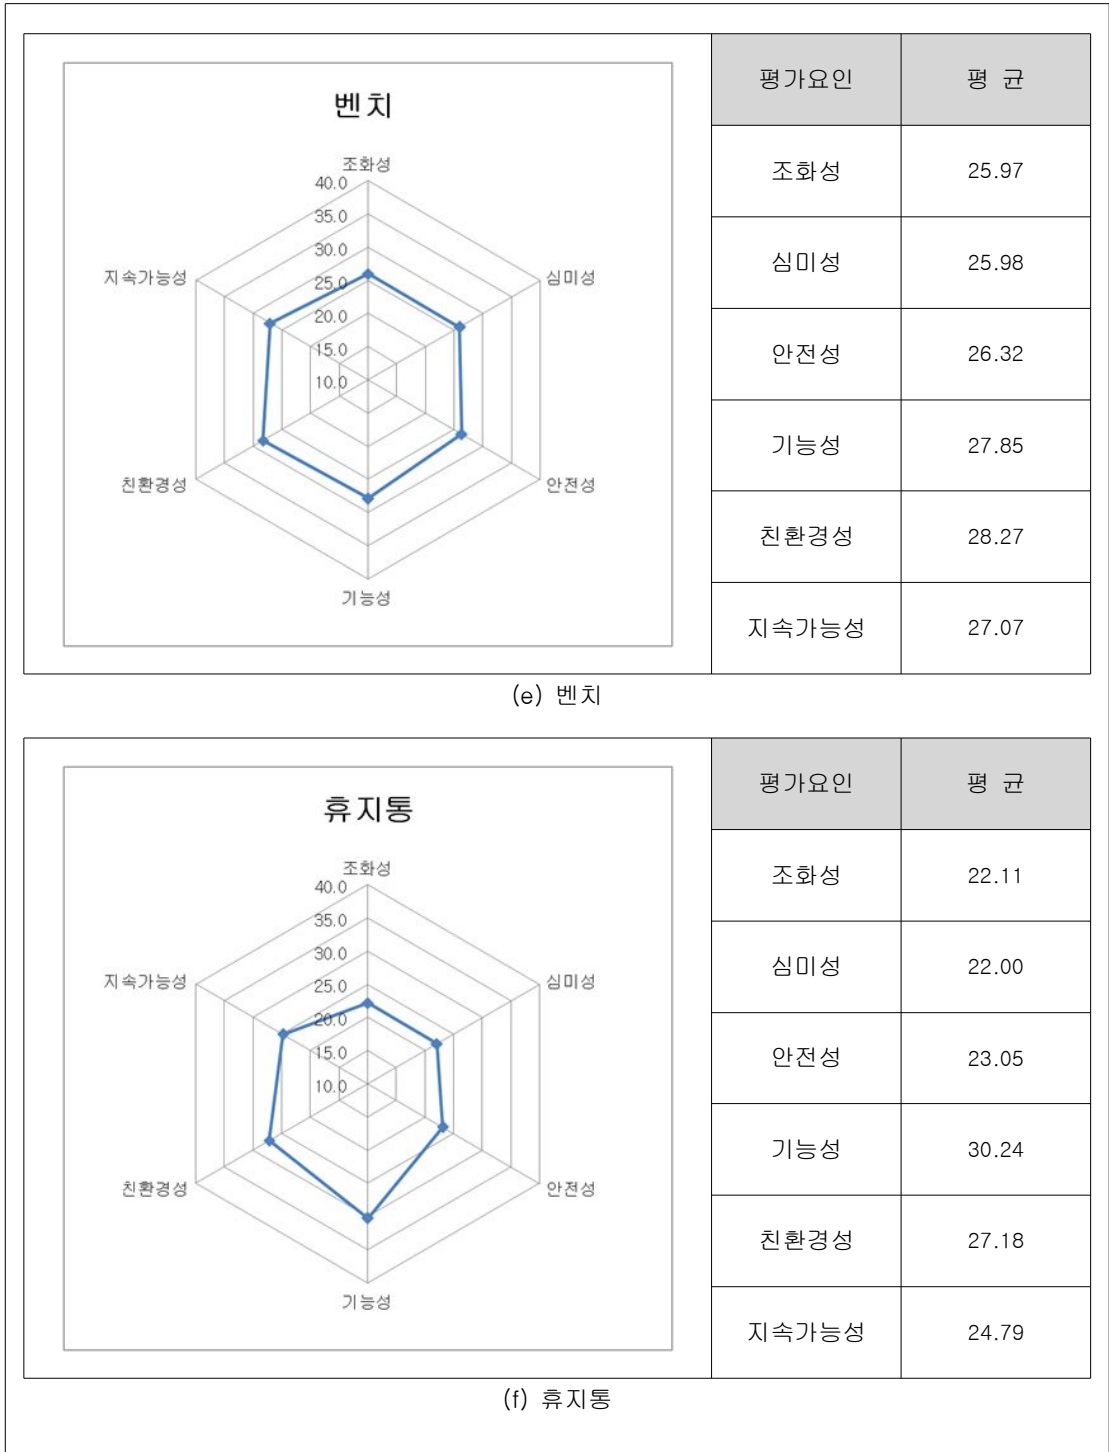 벤치
조화성
40.0
35.0
30.0
25.0
20.0
15.0
10.0
심미성
안전성
기능성
친환경성
지속가능성
평가요인 평 균
조화성 25.97
심미성 25.98
안전성 26.32
기능성 27.85
친환경성 28.27
지속가능성 27.07
(e) 벤치
휴지통
조화성
40.0
35.0
30.0
25.0
20.0
15.0
10.0
심미성
안전성
기능성
친환경성
지속가능성
평가요인 평 균
조화성 22.11
심미성 22.00
안전성 23.05
기능성 30.24
친환경성 27.18
지속가능성 24.79
(f) 휴지통